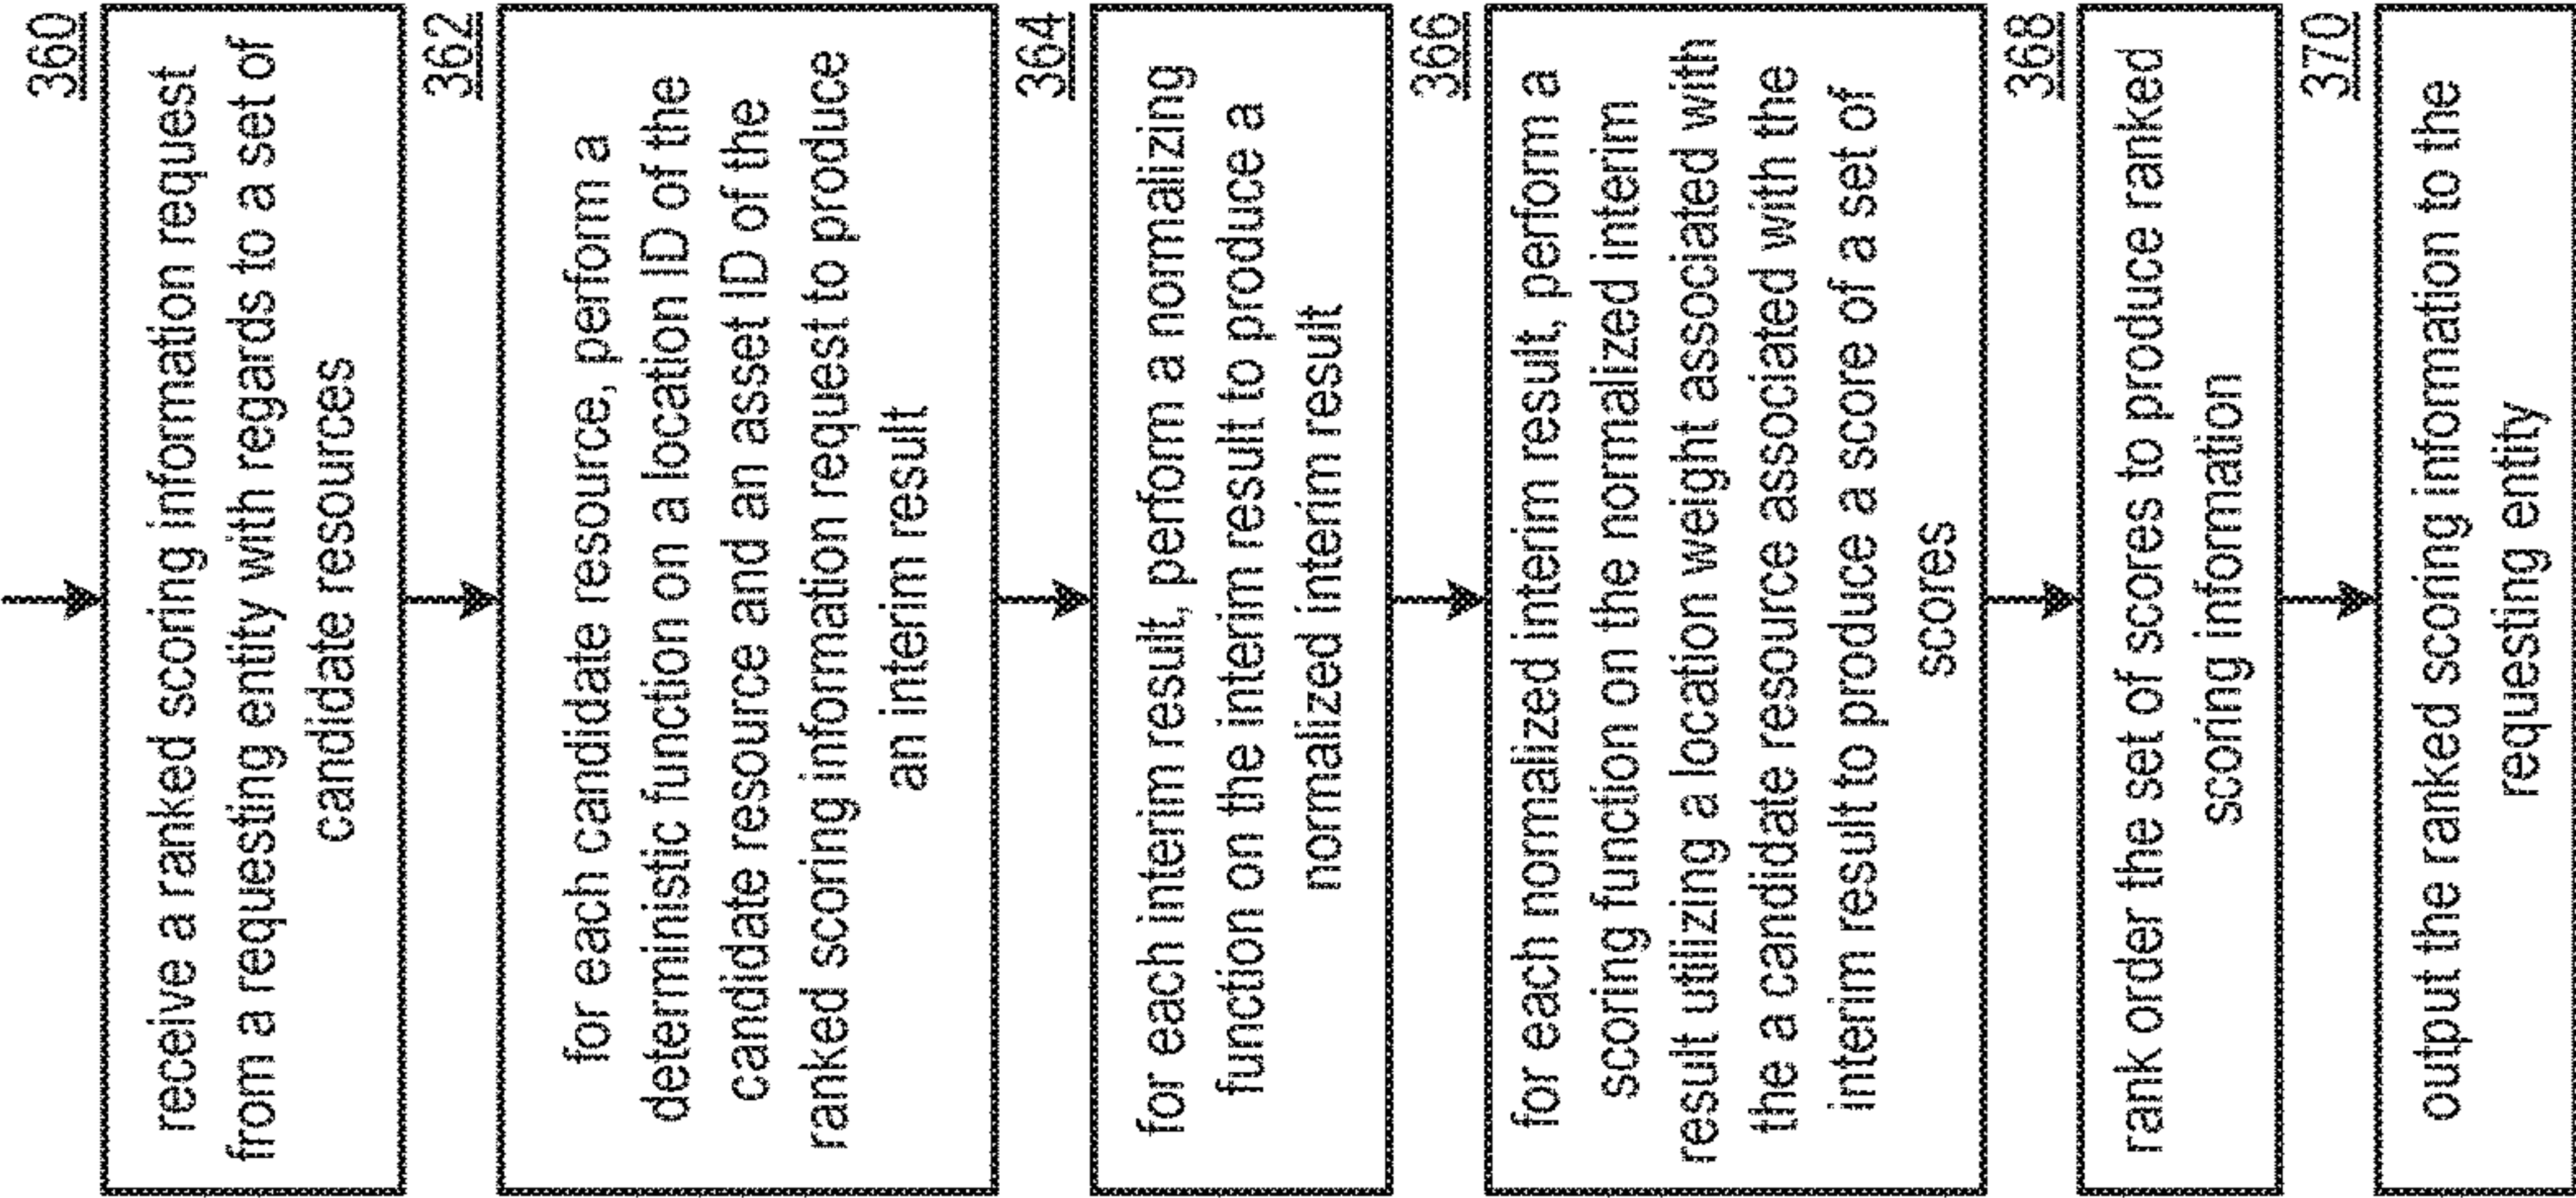 360
receive a ranked scoring information request
from a requesting entity with regards to a set of
candidate resources
362
for each candidate resource, perform a
deterministic function on a location ID of the
candidate resource and an asset ID of the
ranked scoring information request to produce
an interim result
364
for each interim result, perform a normalizing
function on the interim result to produce a
normalized interim result
366
for each normalized interim result, perform a
scoring function on the normalized interim
result utilizing a location weight associated with
the a candidate resource associated with the
interim result to produce a score of a set of
scores
368
rank order the set of scores to produce ranked
scoring information
370
output the ranked scoring information to the
requesting entity